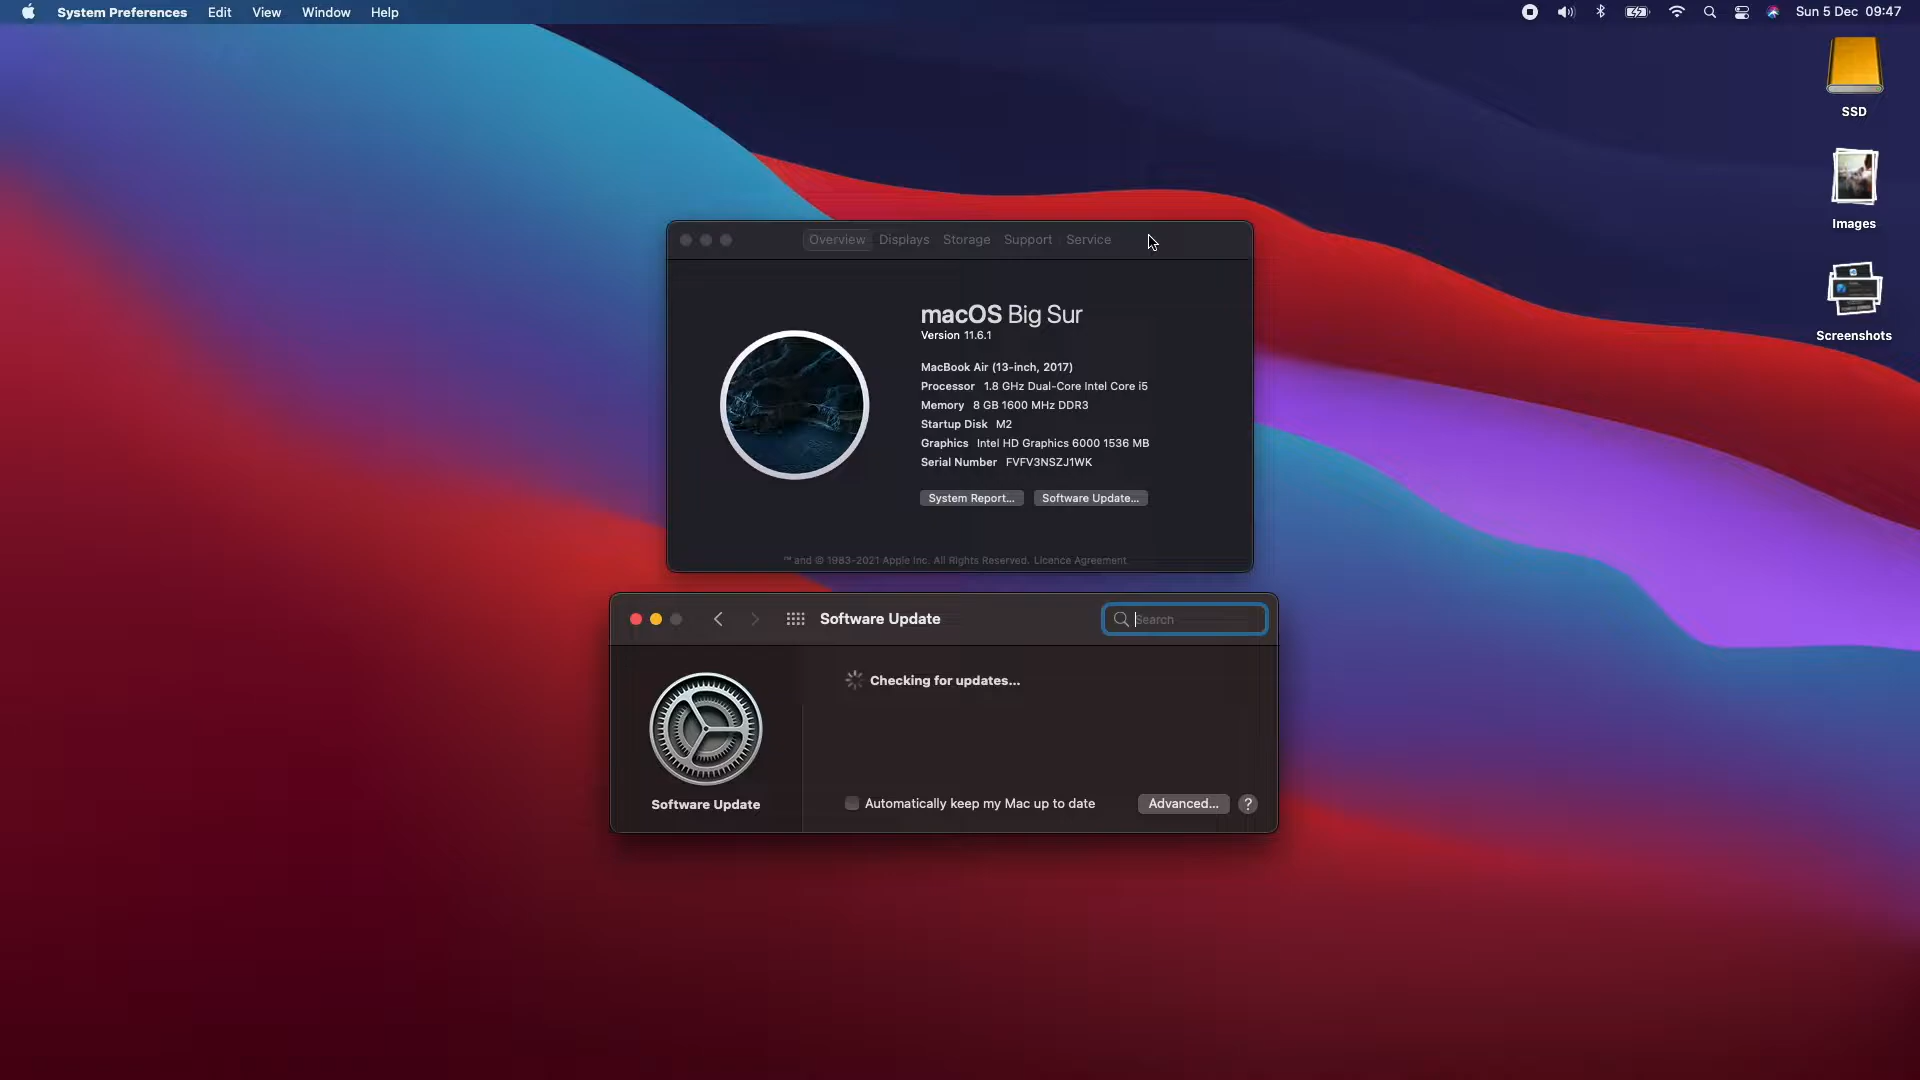 System Preferences Edit View Window Help
Sun 5 Dec 09:47
SSD
Images
Screenshots
Overview Displays Storage Support Service
macOS Big Sur
Version 11.6.1
MacBook Air (13-inch, 2017)
Processor 1.8 GHz Dual-Core Intel Core i5
Memory 8 GB 1600 MHz DDR3
Startup Disk M2
Graphics Intel HD Graphics 6000 1536 MB
Serial Number FVFV3NSZJ1WK
System Report... Software Update...
™ and © 1983-2021 Apple Inc. All Rights Reserved. Licence Agreement
Software Update
Search
Checking for updates...
Software Update
Automatically keep my Mac up to date
Advanced... ?